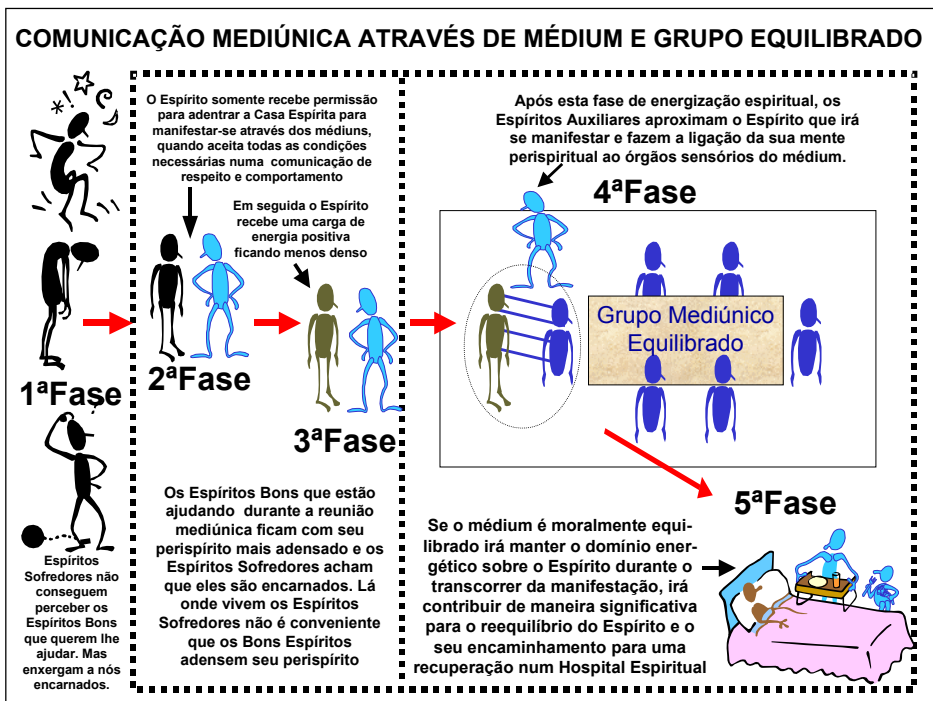 COMUNICAÇÃO MEDIÚNICA ATRAVÉS DE MÉDIUM E GRUPO EQUILIBRADO
*!
1ªFase
Espíritos
Sofredores não
conseguem
perceber os
Espíritos Bons
que querem lhe
ajudar. Mas
enxergam a nós
encarnados.
O Espírito somente recebe permissão
para adentrar a Casa Espírita para
manifestar-se através dos médiuns,
quando aceita todas as condições
necessárias numa comunicação de
respeito e comportamento
2ªFase
Em seguida o Espírito
recebe uma carga de
energia positiva
ficando menos denso
3ªFase
Os Espíritos Bons que estão
ajudando durante a reunião
mediúnica ficam com seu
perispírito mais adensado e os
Espíritos Sofredores acham
que eles são encarnados. Lá
onde vivem os Espíritos
Sofredores não é conveniente
que os Bons Espíritos
adensem seu perispírito
Após esta fase de energização espiritual, os
Espíritos Auxiliares aproximam o Espírito que irá
se manifestar e fazem a ligação da sua mente
perispiritual ao órgãos sensórios do médium.
4ªFase
Grupo Mediúnico
Equilibrado
5ªFase
Se o médium é moralmente equi-
librado irá manter o domínio ener-
gético sobre o Espírito durante o
transcorrer da manifestação, irá
contribuir de maneira significativa
para o reequilíbrio do Espírito e o
seu encaminhamento para uma
recuperação num Hospital Espiritual